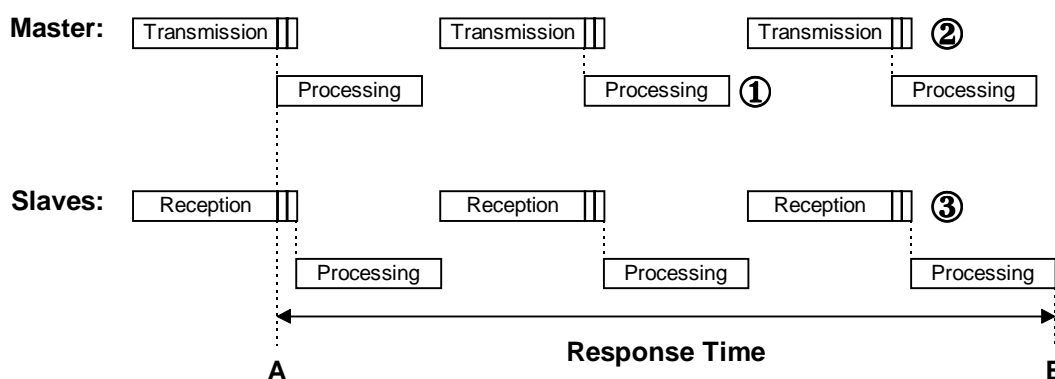 Master: Transmission Transmission Transmission ②
Processing Processing ① Processing
Slaves: Reception Reception Reception ③
Processing Processing Processing
Response Time
A